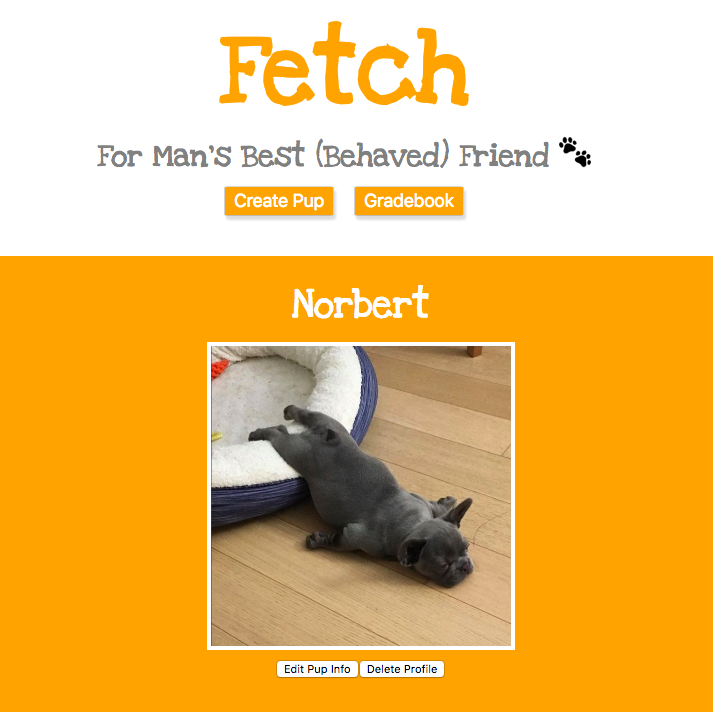 Fetch
For Man's Best (Behaved) Friend
Create Pup Gradebook
Norbert
Edit Pup Info Delete Profile